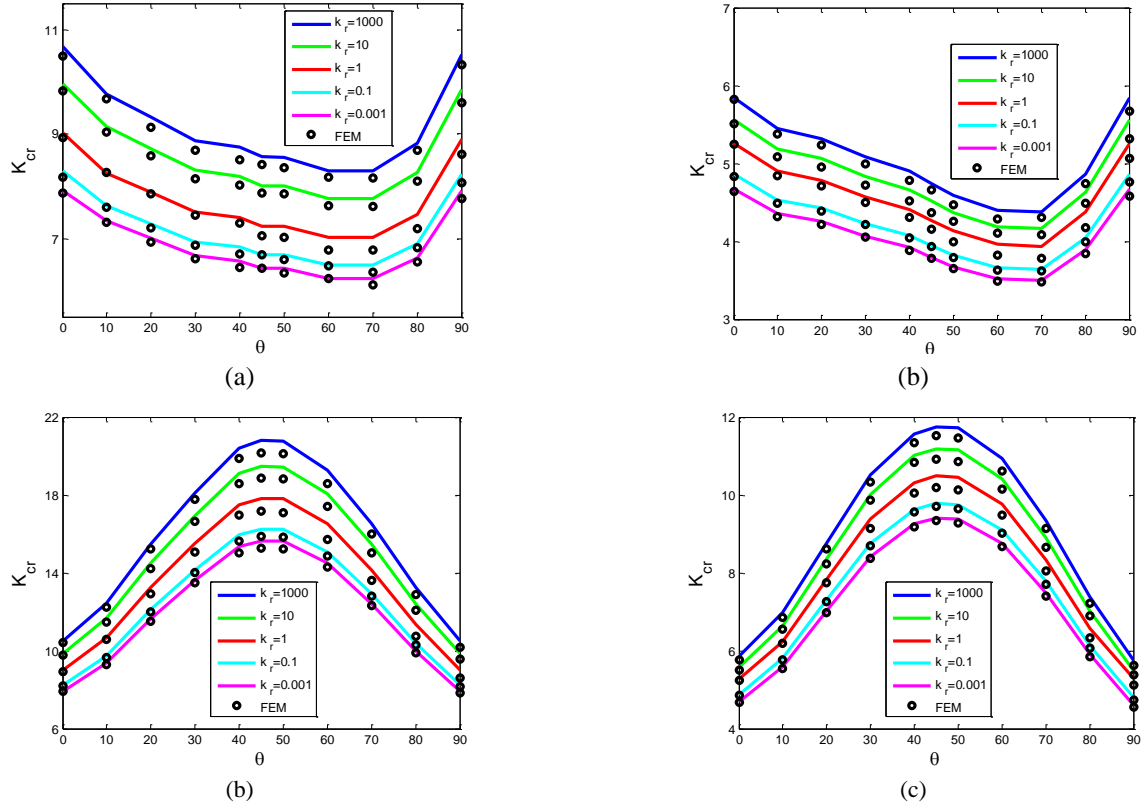 11
9
7
K_cr
k_r=1000
k_r=10
k_r=1
k_r=0.1
k_r=0.001
FEM
0 10 20 30 40 50 60 70 80 90
θ
(a)
7
6
5
4
3
K_cr
k_r=1000
k_r=10
k_r=1
k_r=0.1
k_r=0.001
FEM
0 10 20 30 40 50 60 70 80 90
θ
(b)
22
18
14
10
6
K_cr
k_r=1000
k_r=10
k_r=1
k_r=0.1
k_r=0.001
FEM
0 10 20 30 40 50 60 70 80 90
θ
(b)
12
10
8
6
4
K_cr
k_r=1000
k_r=10
k_r=1
k_r=0.1
k_r=0.001
FEM
0 10 20 30 40 50 60 70 80 90
θ
(c)